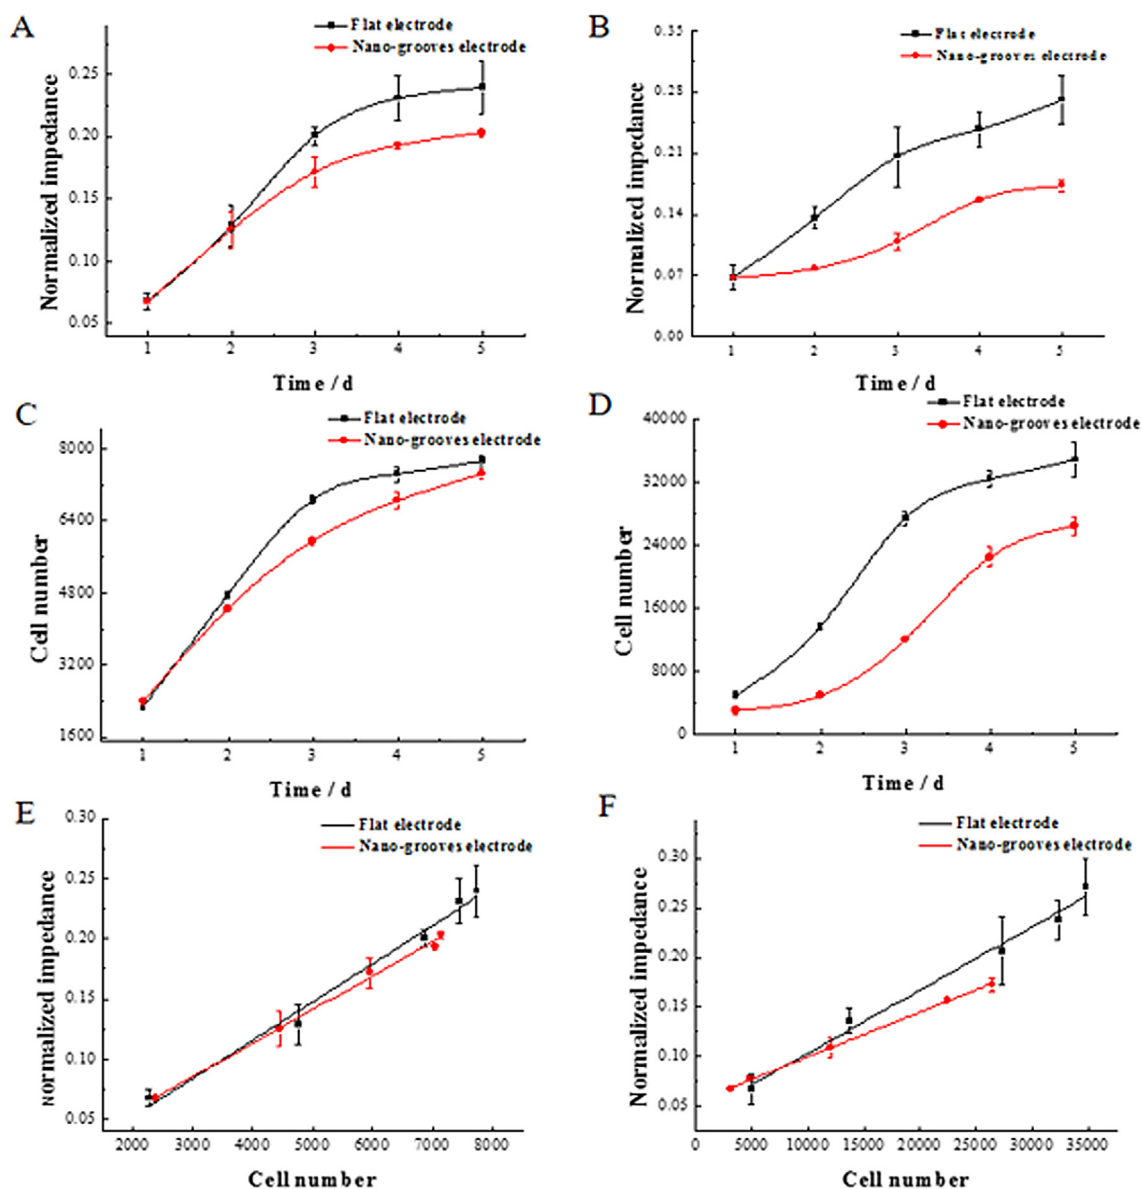 A
Flat electrode
Nano-grooves electrode
Normalized impedance
0.25
0.20
0.15
0.10
0.05
1 2 3 4 5
Time / d
B
Flat electrode
Nano-grooves electrode
Normalized impedance
0.35
0.28
0.21
0.14
0.07
0.00
1 2 3 4 5
Time / d
C
Flat electrode
Nano-grooves electrode
Cell number
8000
6400
4800
3200
1600
1 2 3 4 5
Time / d
D
Flat electrode
Nano-grooves electrode
Cell number
40000
32000
24000
16000
8000
0
1 2 3 4 5
Time / d
E
Flat electrode
Nano-grooves electrode
Normalized impedance
0.30
0.25
0.20
0.15
0.10
0.05
2000 3000 4000 5000 6000 7000 8000
Cell number
F
Flat electrode
Nano-grooves electrode
Normalized impedance
0.30
0.25
0.20
0.15
0.10
0.05
0 5000 10000 15000 20000 25000 30000 35000
Cell number